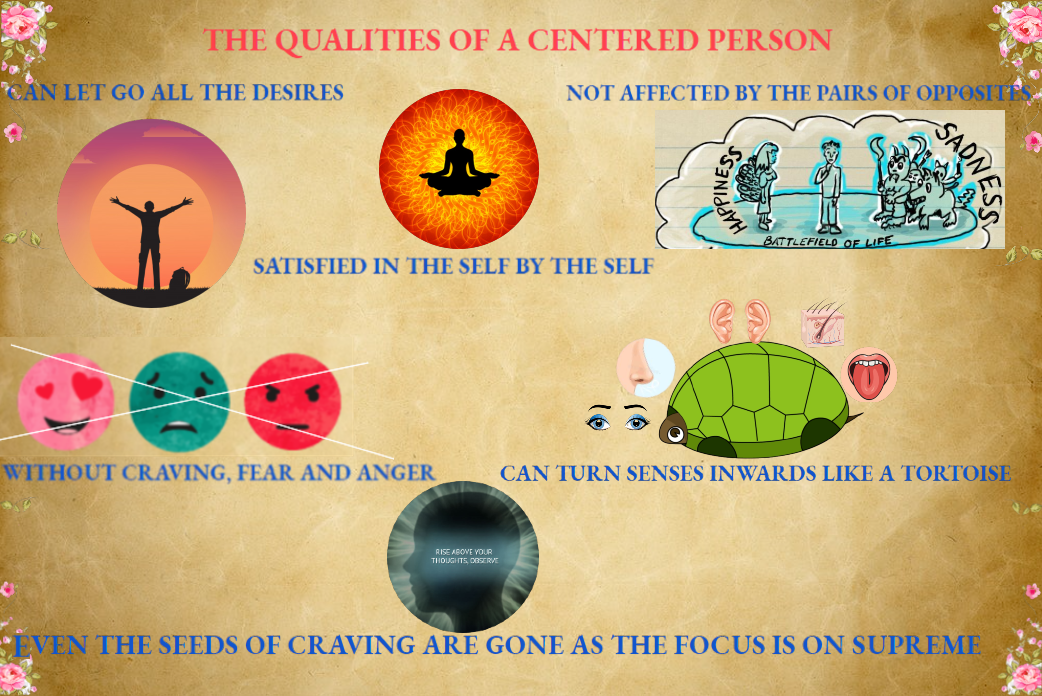 THE QUALITIES OF A CENTERED PERSON
CAN LET GO ALL THE DESIRES
NOT AFFECTED BY THE PAIRS OF OPPOSITES
HAPPINESS
SADNESS
BATTLEFIELD OF LIFE
SATISFIED IN THE SELF BY THE SELF
WITHOUT CRAVING, FEAR AND ANGER
CAN TURN SENSES INWARDS LIKE A TORTOISE
RISE ABOVE YOUR
THOUGHTS, OBSERVE
EVEN THE SEEDS OF CRAVING ARE GONE AS THE FOCUS IS ON SUPREME